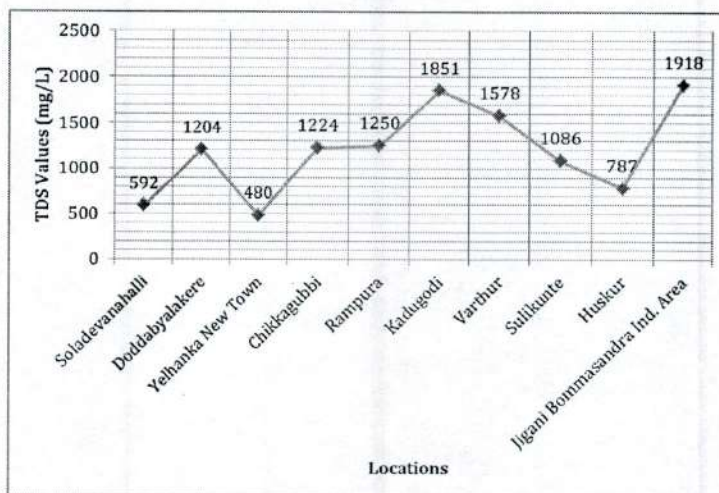 TDS Values (mg/L)
2500
2000
1500
1000
500
0
592
1204
480
1224
1250
1851
1578
1086
787
1918
Soladevanahalli
Doddabyalakere
Yelhanka New Town
Chikkagubbi
Rampura
Kadugodi
Varthur
Sulikunte
Huskur
Jigani Bommasandra Ind. Area
Locations